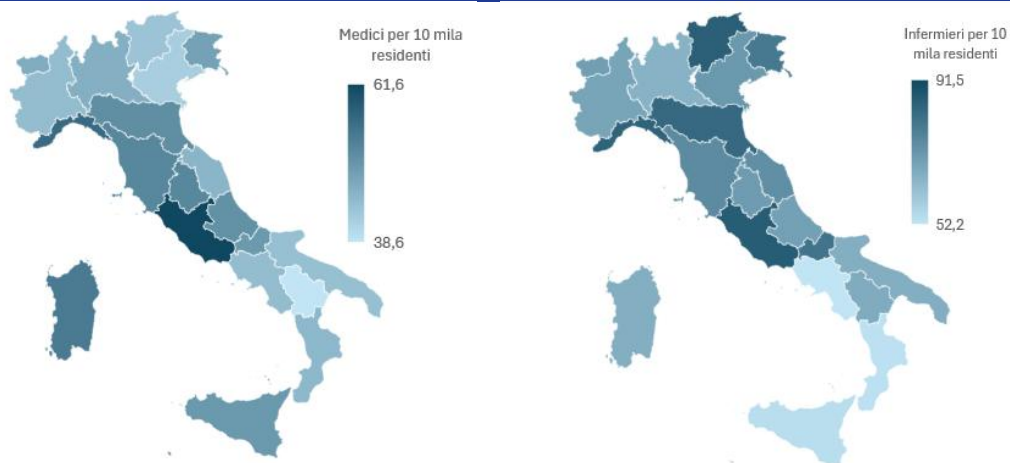 Medici per 10 mila
residenti
61,6
38,6
Infermieri per 10
mila residenti
91,5
52,2